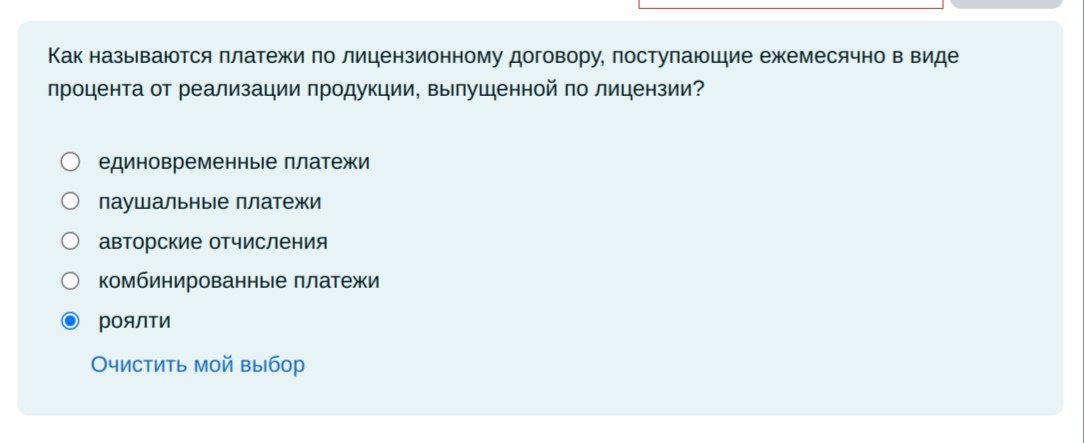 Как называются платежи по лицензионному договору, поступающие ежемесячно в виде
процента от реализации продукции, выпущенной по лицензии?
единовременные платежи
паушальные платежи
авторские отчисления
комбинированные платежи
роялти
Очистить мой выбор